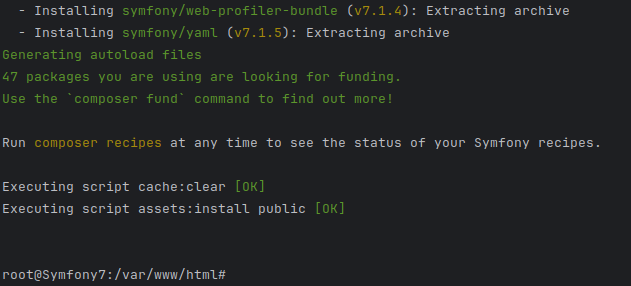 - Installing symfony/web-profiler-bundle (v7.1.4): Extracting archive
- Installing symfony/yaml (v7.1.5): Extracting archive
Generating autoload files
47 packages you are using are looking for funding.
Use the `composer fund` command to find out more!
Run composer recipes at any time to see the status of your Symfony recipes.
Executing script cache:clear [OK]
Executing script assets:install public [OK]
root@Symfony7:/var/www/html#